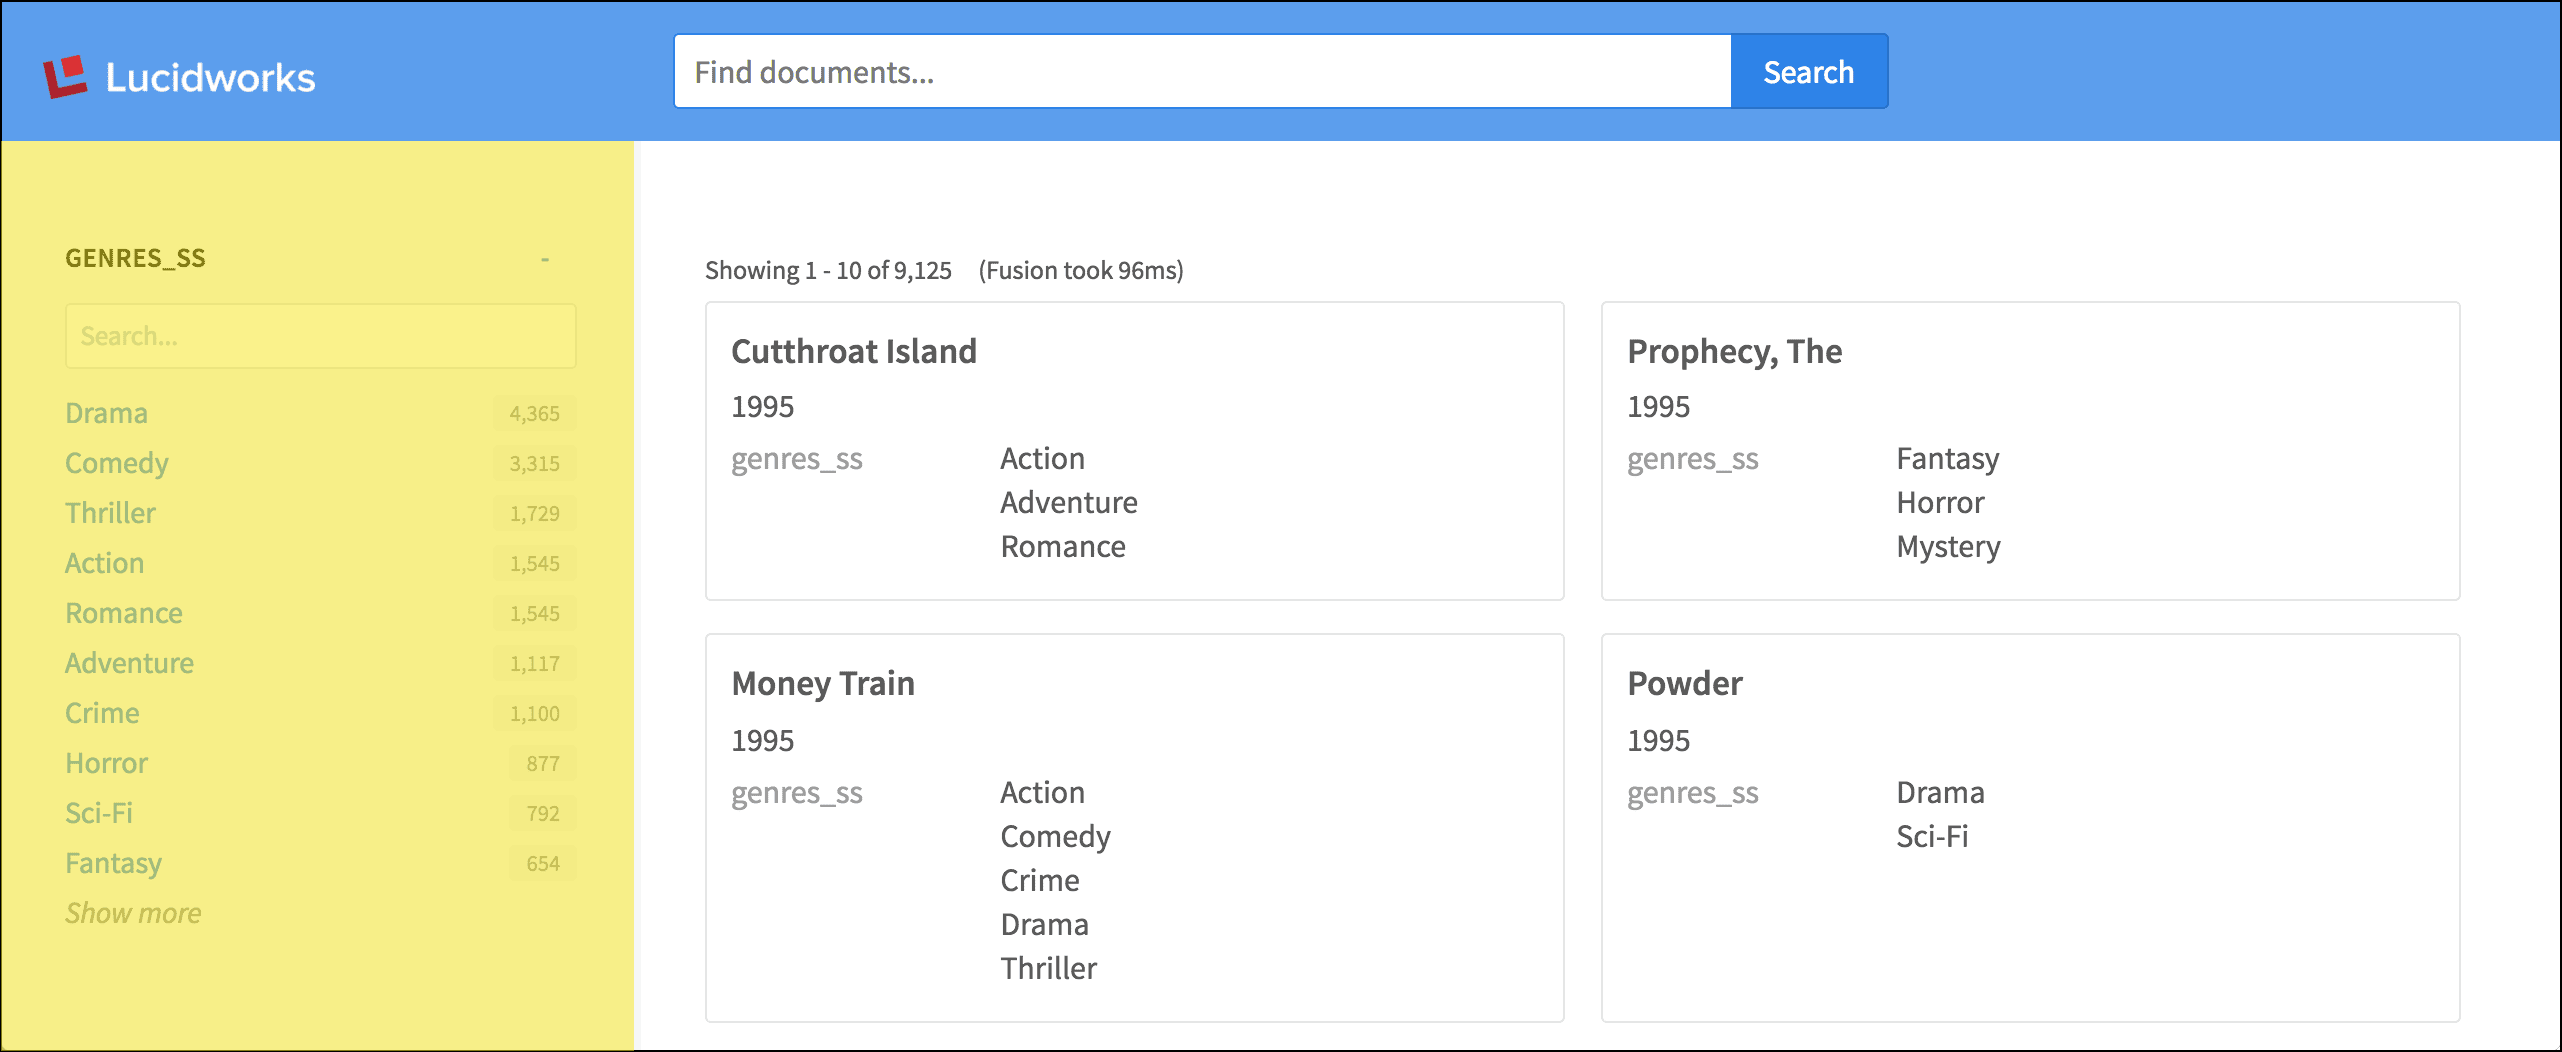 Lucidworks
Find documents...
Search
GENRES_SS -
Search...
Drama 4,365
Comedy 3,315
Thriller 1,729
Action 1,545
Romance 1,545
Adventure 1,117
Crime 1,100
Horror 877
Sci-Fi 792
Fantasy 654
Show more
Showing 1 - 10 of 9,125 (Fusion took 96ms)
Cutthroat Island
1995
genres_ss Action
Adventure
Romance
Prophecy, The
1995
genres_ss Fantasy
Horror
Mystery
Money Train
1995
genres_ss Action
Comedy
Crime
Drama
Thriller
Powder
1995
genres_ss Drama
Sci-Fi